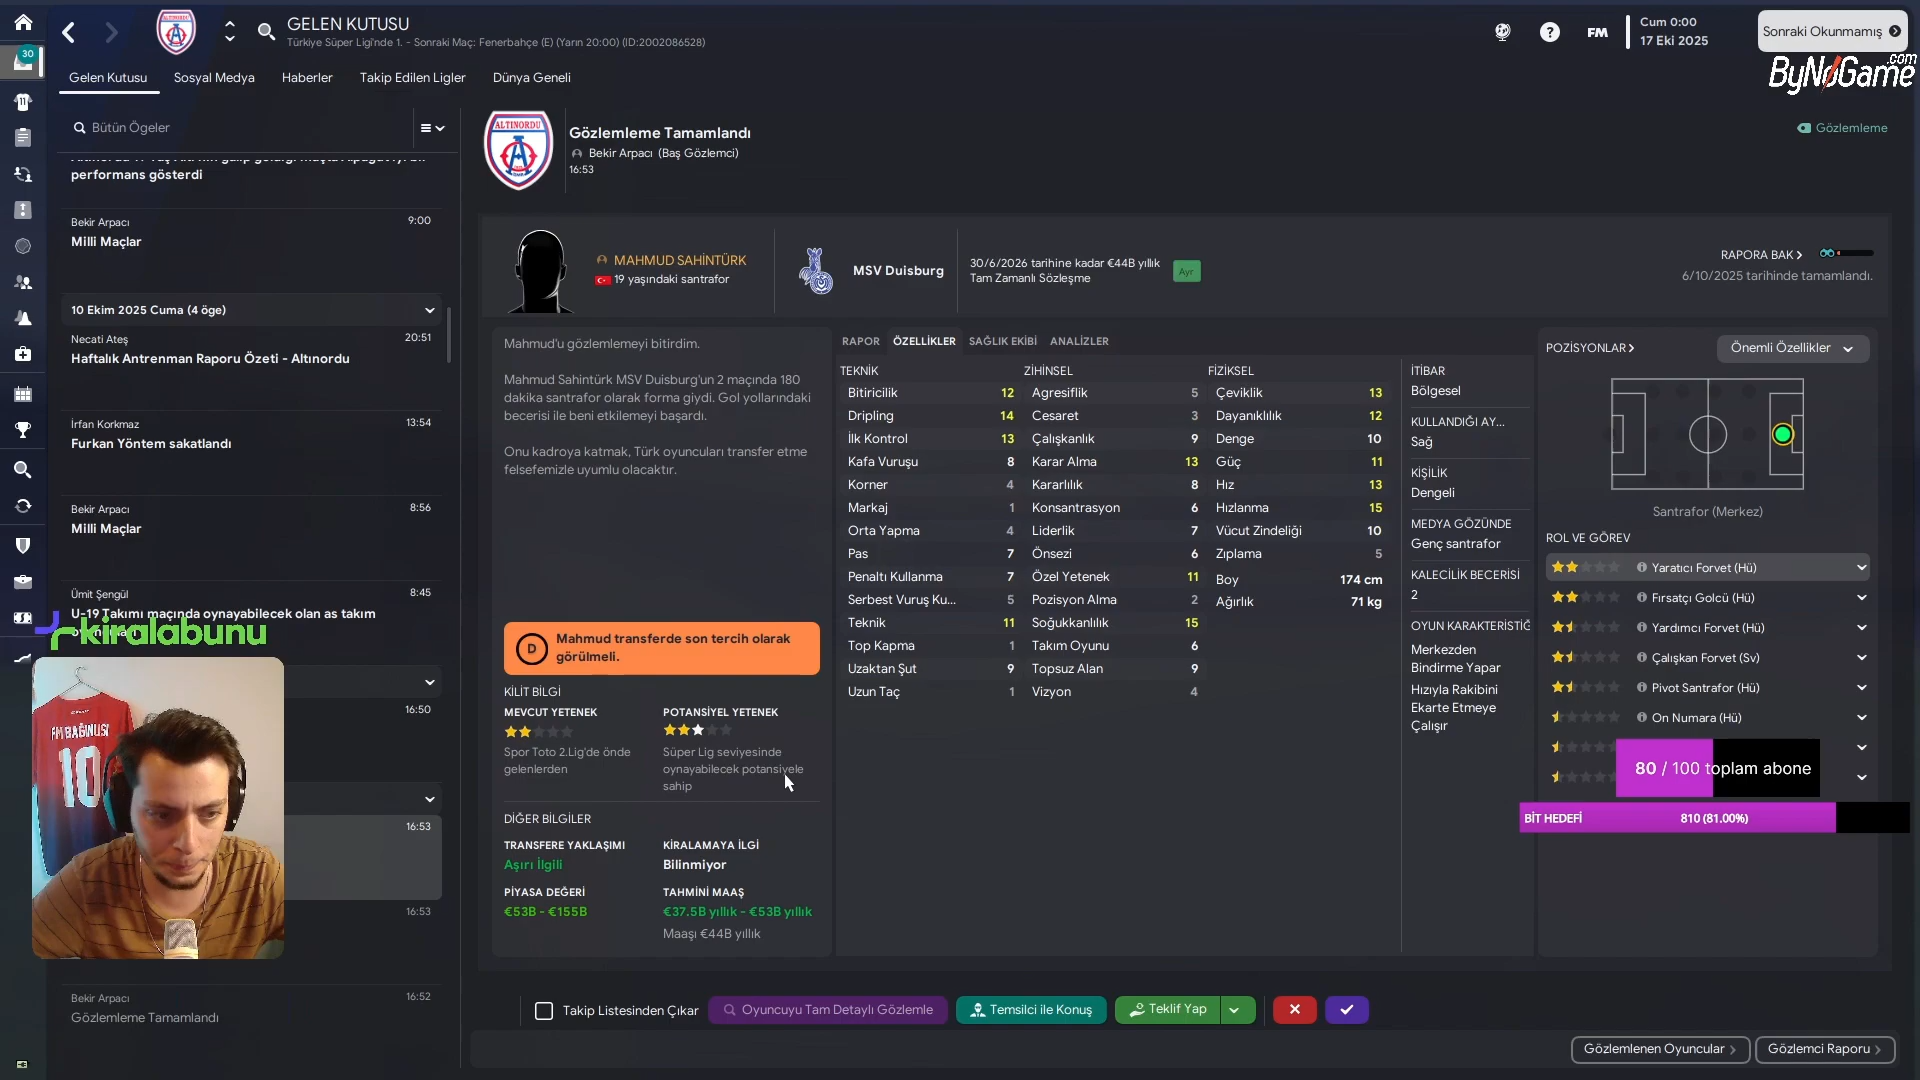 30
GELEN KUTUSU
Türkiye Süper Ligi'nde 1. - Sonraki Maç: Fenerbahçe (E) (Yarın 20:00) (ID:2002086528)
FM
Cum 0:00
17 Eki 2025
Sonraki Okunmamış
ByNoGame.com
Gelen Kutusu
Sosyal Medya
Haberler
Takip Edilen Ligler
Dünya Geneli
Bütün Ögeler
performans gösterdi
Bekir Arpacı 9:00
Milli Maçlar
10 Ekim 2025 Cuma (4 öge)
Necati Ateş 20:51
Haftalık Antrenman Raporu Özeti - Altınordu
İrfan Korkmaz 13:54
Furkan Yöntem sakatlandı
Bekir Arpacı 8:56
Milli Maçlar
Ümit Şengül 8:45
U-19 Takımı maçında oynayabilecek olan as takım
kiralabunu
16:50
16:53
16:53
FM BAĞIMLISI
10
Bekir Arpacı 16:52
Gözlemleme Tamamlandı
ALTINORDU
Gözlemleme Tamamlandı
Bekir Arpacı (Baş Gözlemci)
16:53
Gözlemleme
MAHMUD SAHİNTÜRK
19 yaşındaki santrafor
MSV Duisburg
30/6/2026 tarihine kadar €44B yıllık
Tam Zamanlı Sözleşme
Ayr
RAPORA BAK
6/10/2025 tarihinde tamamlandı.
Mahmud'u gözlemlemeyi bitirdim.
Mahmud Sahintürk MSV Duisburg'un 2 maçında 180
dakika santrafor olarak forma giydi. Gol yollarındaki
becerisi ile beni etkilemeyi başardı.
Onu kadroya katmak, Türk oyuncuları transfer etme
felsefemizle uyumlu olacaktır.
D
Mahmud transferde son tercih olarak
görülmeli.
KİLİT BİLGİ
MEVCUT YETENEK
Spor Toto 2.Lig'de önde
gelenlerden
POTANSİYEL YETENEK
Süper Lig seviyesinde
oynayabilecek potansiyele
sahip
DİĞER BİLGİLER
TRANSFERE YAKLAŞIMI
Aşırı İlgili
KİRALAMAYA İLGİ
Bilinmiyor
PİYASA DEĞERİ
€53B - €155B
TAHMİNİ MAAŞ
€37.5B yıllık - €53B yıllık
Maaşı €44B yıllık
RAPOR
ÖZELLİKLER
SAĞLIK EKİBİ
ANALİZLER
TEKNİK
Bitiricilik 12
Dripling 14
İlk Kontrol 13
Kafa Vuruşu 8
Korner 4
Markaj 1
Orta Yapma 4
Pas 7
Penaltı Kullanma 7
Serbest Vuruş Ku... 5
Teknik 11
Top Kapma 1
Uzaktan Şut 9
Uzun Taç 1
ZİHİNSEL
Agresiflik 5
Cesaret 3
Çalışkanlık 9
Karar Alma 13
Kararlılık 8
Konsantrasyon 6
Liderlik 7
Önsezi 6
Özel Yetenek 11
Pozisyon Alma 2
Soğukkanlılık 15
Takım Oyunu 6
Topsuz Alan 9
Vizyon 4
FİZİKSEL
Çeviklik 13
Dayanıklılık 12
Denge 10
Güç 11
Hız 13
Hızlanma 15
Vücut Zindeliği 10
Zıplama 5
Boy 174 cm
Ağırlık 71 kg
İTİBAR
Bölgesel
KULLANDIĞI AY...
Sağ
KİŞİLİK
Dengeli
MEDYA GÖZÜNDE
Genç santrafor
KALECİLİK BECERİSİ
2
OYUN KARAKTERİSTİĞ
Merkezden
Bindirme Yapar
Hızıyla Rakibini
Ekarte Etmeye
Çalışır
POZİSYONLAR
Önemli Özellikler
Santrafor (Merkez)
ROL VE GÖREV
Yaratıcı Forvet (Hü)
Fırsatçı Golcü (Hü)
Yardımcı Forvet (Hü)
Çalışkan Forvet (Sv)
Pivot Santrafor (Hü)
On Numara (Hü)
80 / 100 toplam abone
BİT HEDEFİ 810 (81.00%)
Takip Listesinden Çıkar
Oyuncuyu Tam Detaylı Gözlemle
Temsilci ile Konuş
Teklif Yap
Gözlemlenen Oyuncular
Gözlemci Raporu